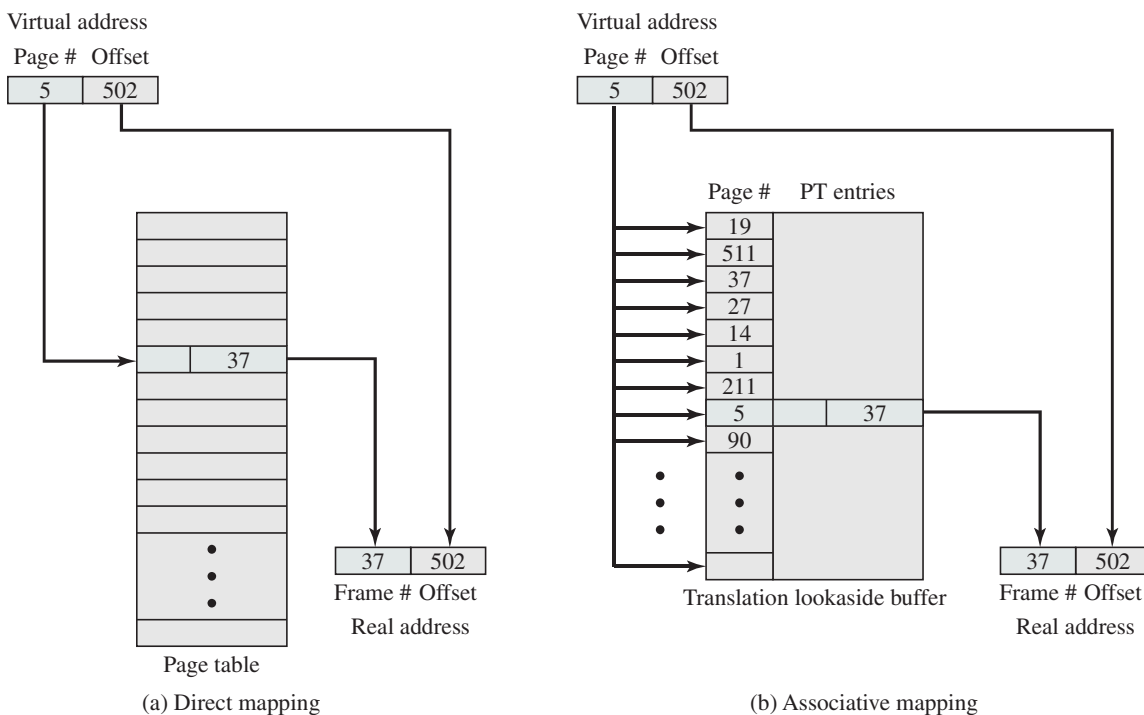 Virtual address
Page # Offset
5 502
37
37 502
Frame # Offset
Real address
Page table
(a) Direct mapping
Virtual address
Page # Offset
5 502
Page # PT entries
19
511
37
27
14
1
211
5 37
90
37 502
Frame # Offset
Real address
Translation lookaside buffer
(b) Associative mapping